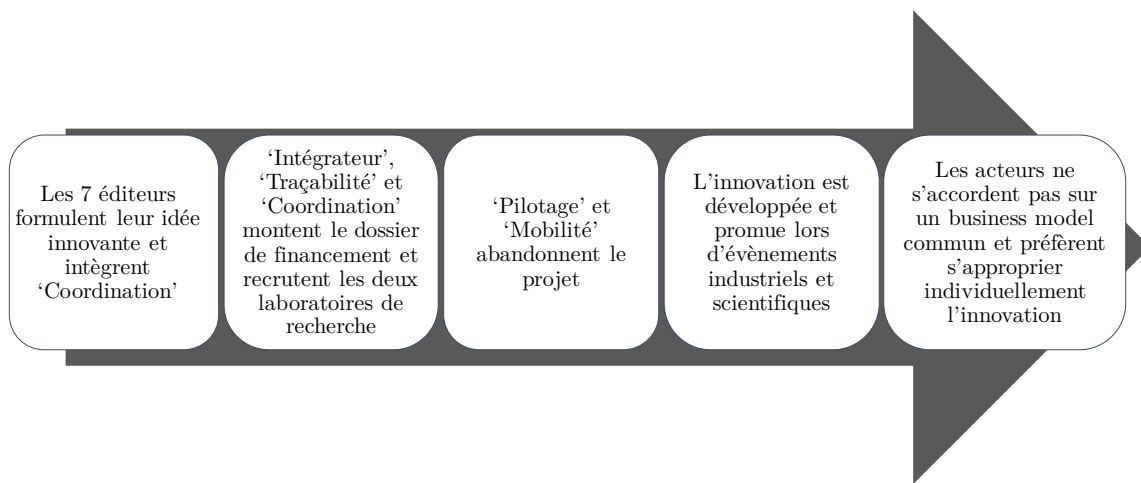 Les 7 éditeurs
formulent leur idée
innovante et
intègrent
‘Coordination’
‘Intégrateur’,
‘Traçabilité’ et
‘Coordination’
montent le dossier
de financement et
recrutent les deux
laboratoires de
recherche
‘Pilotage’ et
‘Mobilité’
abandonnent le
projet
L’innovation est
développée et
promue lors
d’évènements
industriels et
scientifiques
Les acteurs ne
s’accordent pas sur
un business model
commun et préfèrent
s’approprier
individuellement
l’innovation